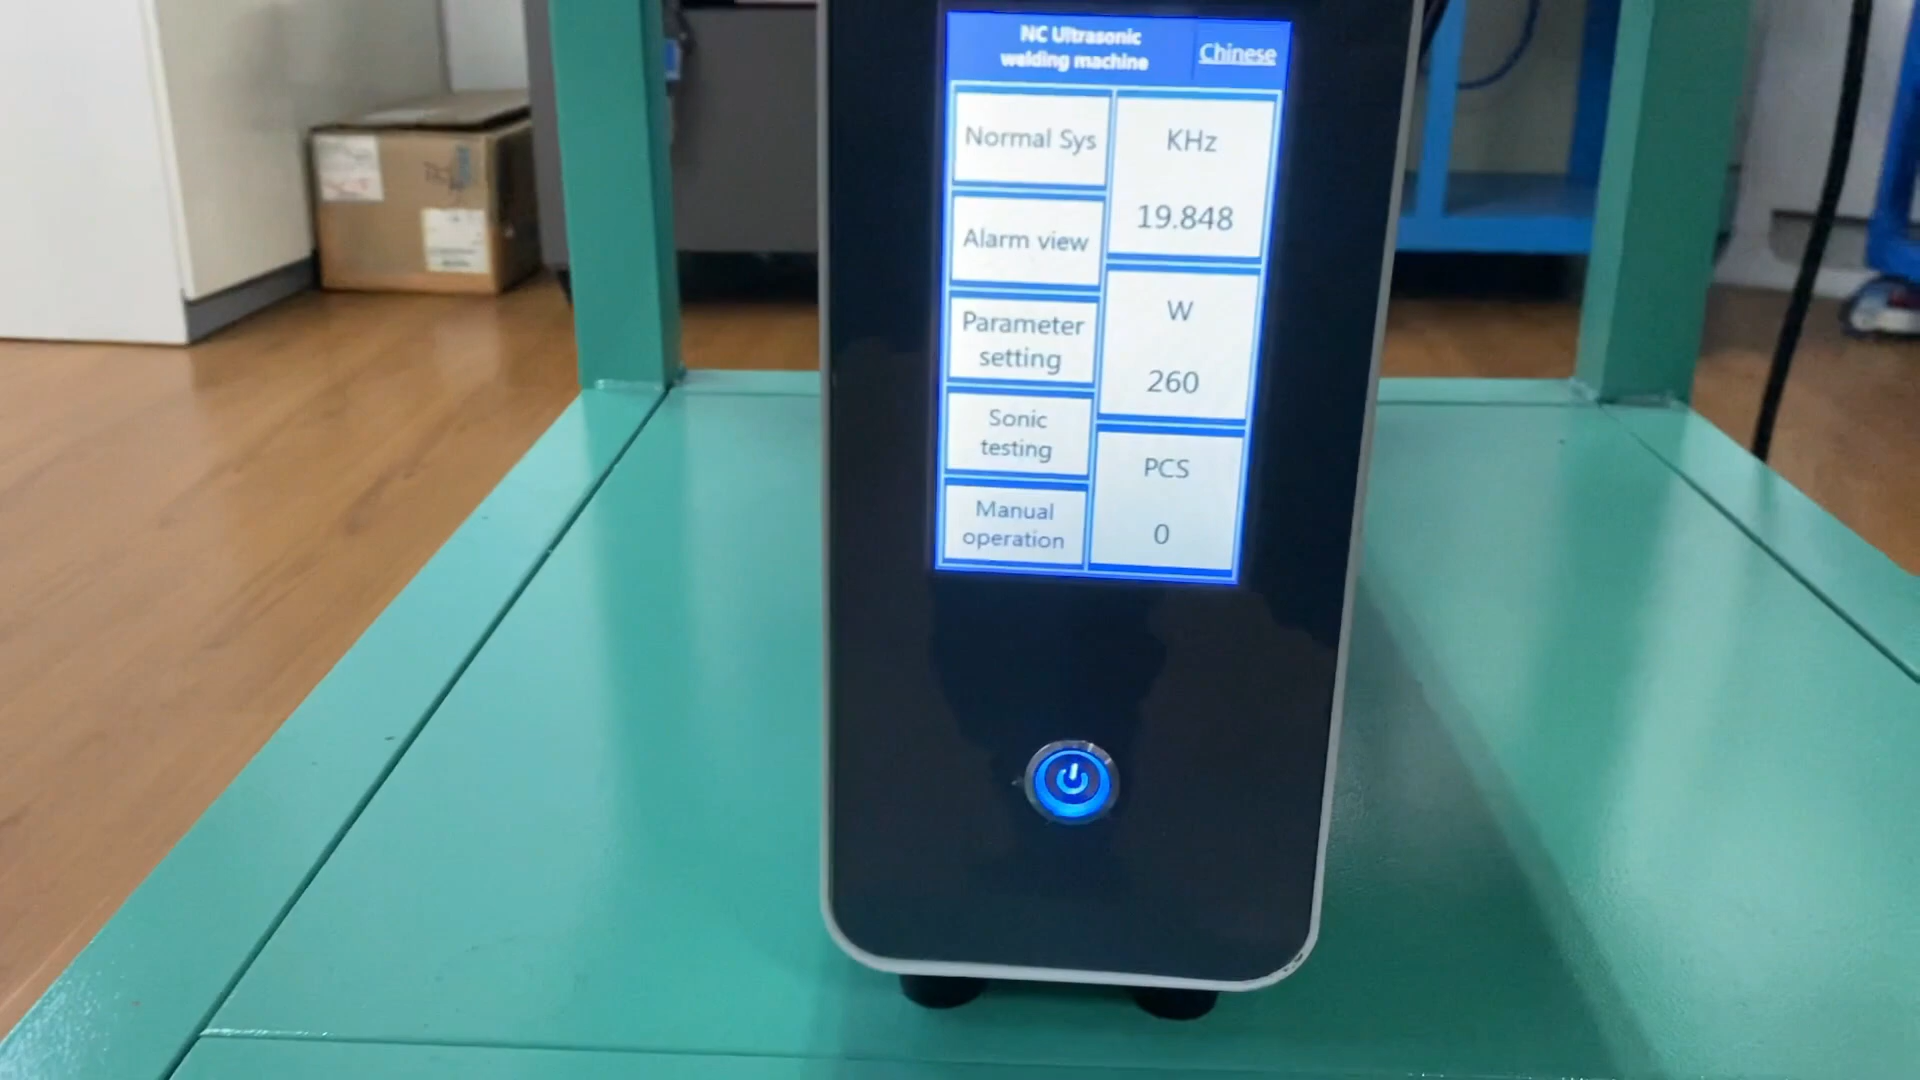 NC Ultrasonic
welding machine
Chinese
Normal Sys
Alarm view
Parameter
setting
Sonic
testing
Manual
operation
KHz
19.848
W
260
PCS
0